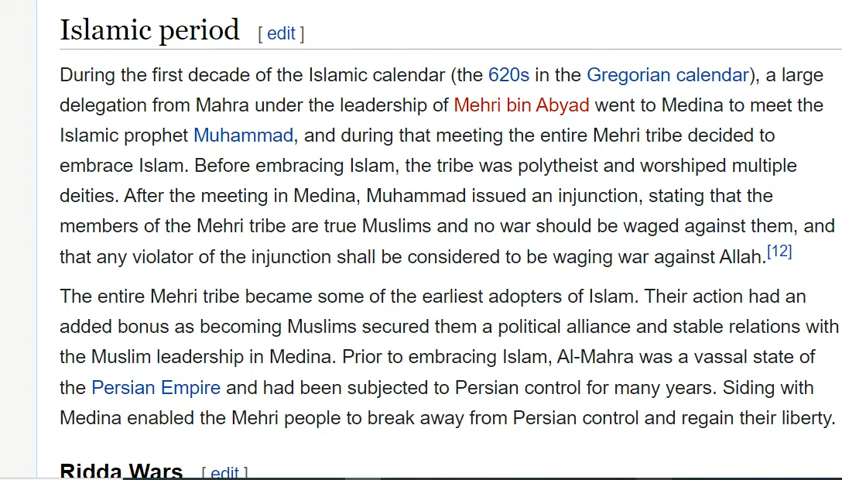 Islamic period [ edit ]
During the first decade of the Islamic calendar (the 620s in the Gregorian calendar), a large
delegation from Mahra under the leadership of Mehri bin Abyad went to Medina to meet the
Islamic prophet Muhammad, and during that meeting the entire Mehri tribe decided to
embrace Islam. Before embracing Islam, the tribe was polytheist and worshiped multiple
deities. After the meeting in Medina, Muhammad issued an injunction, stating that the
members of the Mehri tribe are true Muslims and no war should be waged against them, and
that any violator of the injunction shall be considered to be waging war against Allah.[12]
The entire Mehri tribe became some of the earliest adopters of Islam. Their action had an
added bonus as becoming Muslims secured them a political alliance and stable relations with
the Muslim leadership in Medina. Prior to embracing Islam, Al-Mahra was a vassal state of
the Persian Empire and had been subjected to Persian control for many years. Siding with
Medina enabled the Mehri people to break away from Persian control and regain their liberty.
Ridda Wars [ edit ]